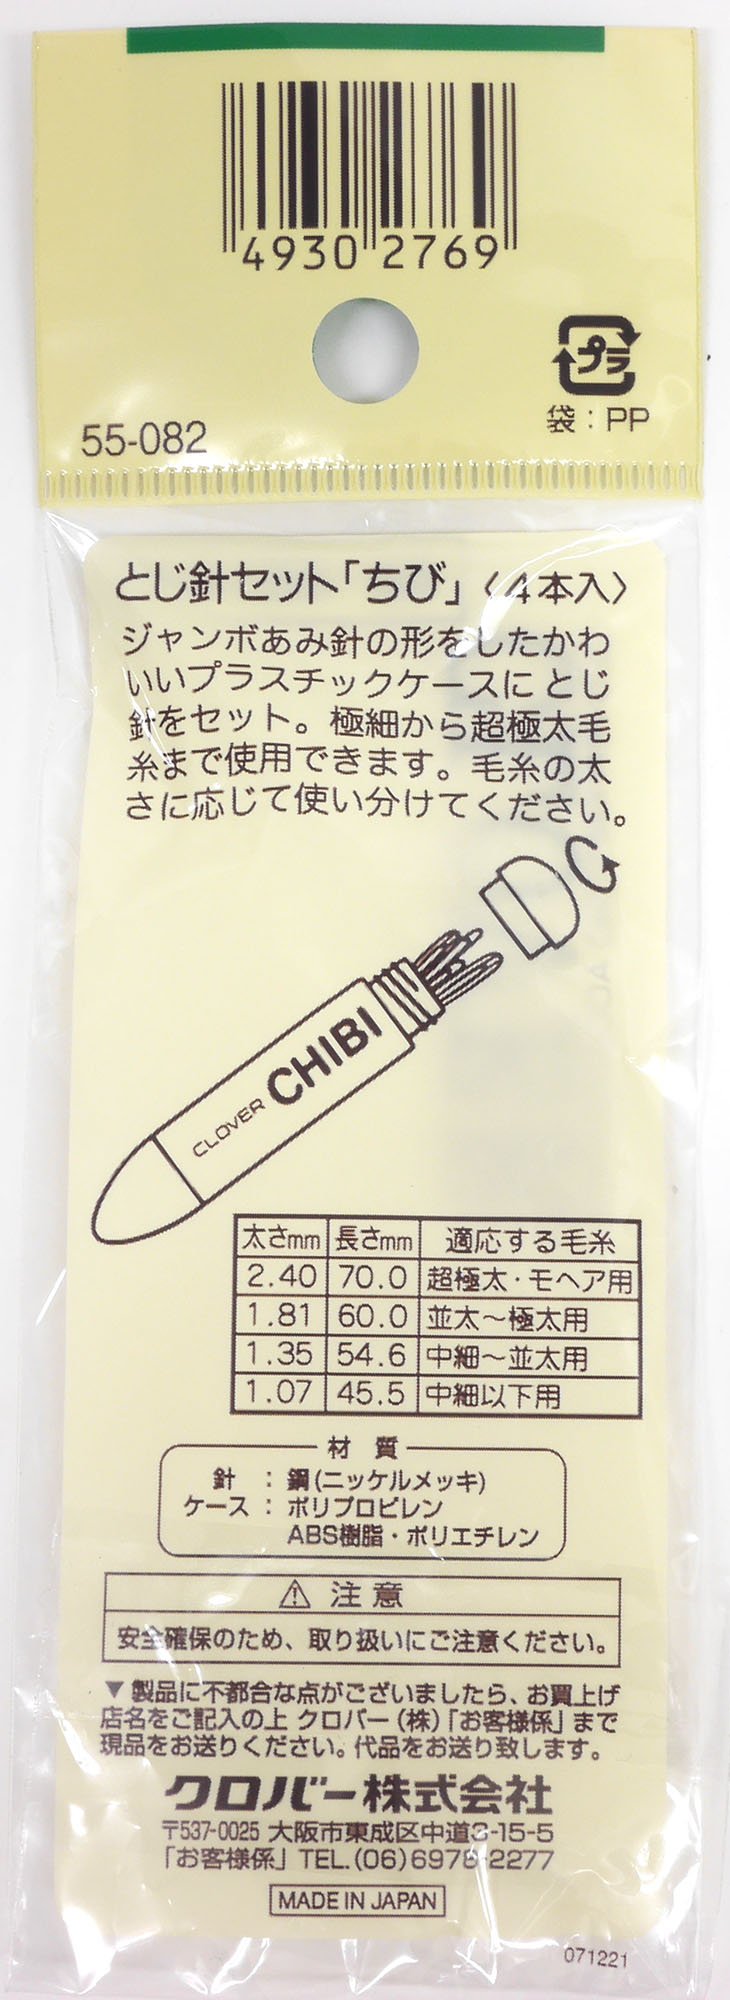 4930 2769
プラ
袋：PP
55-082
とじ針セット「ちび」〈4本入〉
ジャンボあみ針の形をしたかわ
いいプラスチックケースに とじ
針をセット。極細から超極太毛
糸まで使用できます。毛糸の太
さに応じて使い分けてください。
CLOVER CHIBI
太さmm 長さmm 適応する毛糸
2.40 70.0 超極太・モヘア用
1.81 60.0 並太〜極太用
1.35 54.6 中細〜並太用
1.07 45.5 中細以下用
材質
針：鋼(ニッケルメッキ)
ケース：ポリプロピレン
ABS樹脂・ポリエチレン
⚠ 注意
安全確保のため、取り扱いにご注意ください。
▼製品に不都合な点がございましたら、お買上げ
店名をご記入の上 クロバー(株)「お客様係」まで
現品をお送りください。代品をお送り致します。
クロバー株式会社
〒537-0025 大阪市東成区中道3-15-5
「お客様係」TEL.(06)6978-2277
MADE IN JAPAN
071221